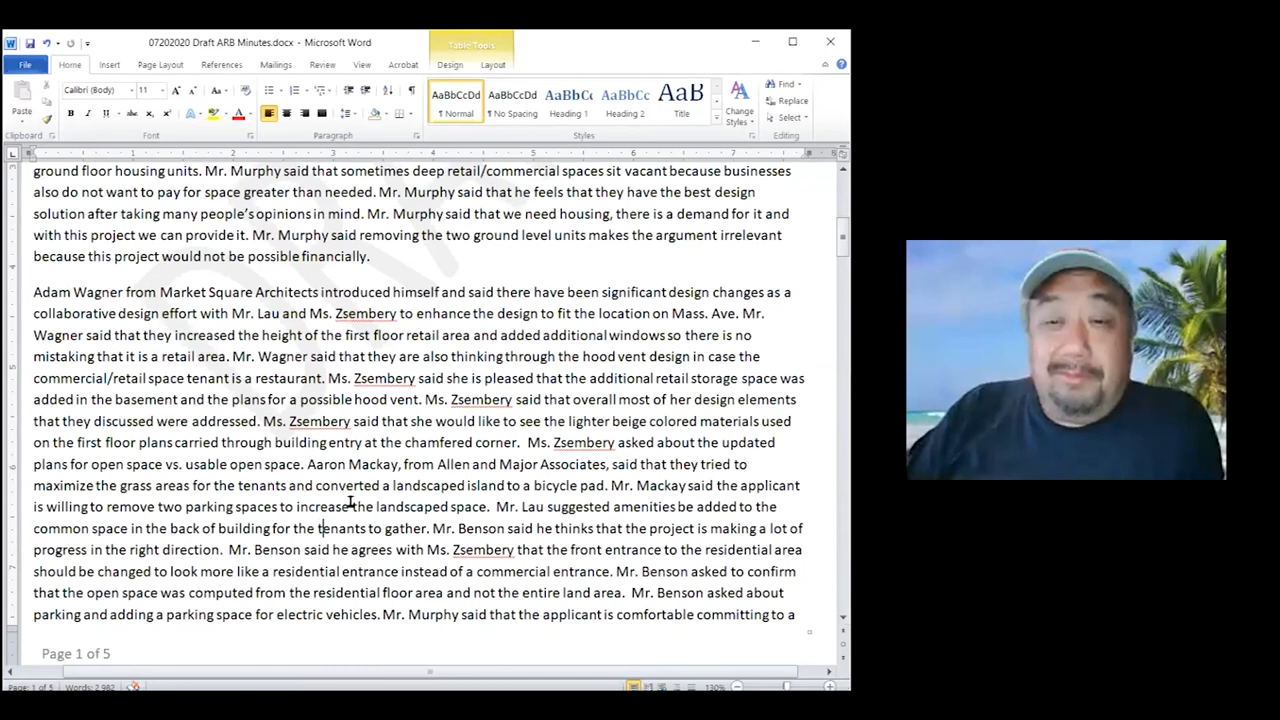 07202020 Draft ARB Minutes.docx - Microsoft Word
Table Tools
File Home Insert Page Layout References Mailings Review View Acrobat Design Layout
Calibri (Body) 11
Paste
B I U abc
AaBbCcDd AaBbCcDd AaBbCc AaBbCc AaB
¶ Normal ¶ No Spacing Heading 1 Heading 2 Title
Change Styles
Find
Replace
Select
Clipboard Font Paragraph Styles Editing
1 2 3 4 5 6 7
DRA
ground floor housing units. Mr. Murphy said that sometimes deep retail/commercial spaces sit vacant because businesses
also do not want to pay for space greater than needed. Mr. Murphy said that he feels that they have the best design
solution after taking many people's opinions in mind. Mr. Murphy said that we need housing, there is a demand for it and
with this project we can provide it. Mr. Murphy said removing the two ground level units makes the argument irrelevant
because this project would not be possible financially.
Adam Wagner from Market Square Architects introduced himself and said there have been significant design changes as a
collaborative design effort with Mr. Lau and Ms. Zsembery to enhance the design to fit the location on Mass. Ave. Mr.
Wagner said that they increased the height of the first floor retail area and added additional windows so there is no
mistaking that it is a retail area. Mr. Wagner said that they are also thinking through the hood vent design in case the
commercial/retail space tenant is a restaurant. Ms. Zsembery said she is pleased that the additional retail storage space was
added in the basement and the plans for a possible hood vent. Ms. Zsembery said that overall most of her design elements
that they discussed were addressed. Ms. Zsembery said that she would like to see the lighter beige colored materials used
on the first floor plans carried through building entry at the chamfered corner. Ms. Zsembery asked about the updated
plans for open space vs. usable open space. Aaron Mackay, from Allen and Major Associates, said that they tried to
maximize the grass areas for the tenants and converted a landscaped island to a bicycle pad. Mr. Mackay said the applicant
is willing to remove two parking spaces to increase the landscaped space. Mr. Lau suggested amenities be added to the
common space in the back of building for the tenants to gather. Mr. Benson said he thinks that the project is making a lot of
progress in the right direction. Mr. Benson said he agrees with Ms. Zsembery that the front entrance to the residential area
should be changed to look more like a residential entrance instead of a commercial entrance. Mr. Benson asked to confirm
that the open space was computed from the residential floor area and not the entire land area. Mr. Benson asked about
parking and adding a parking space for electric vehicles. Mr. Murphy said that the applicant is comfortable committing to a
Page 1 of 5
Page: 1 of 5 Words: 2,982 130%